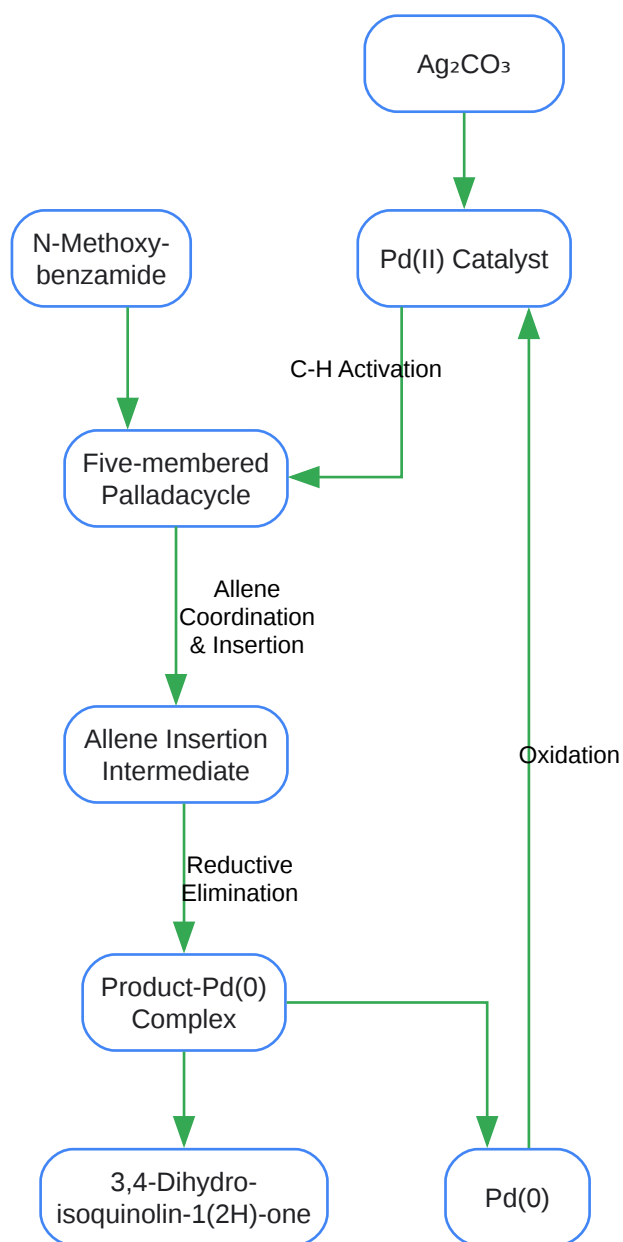 Ag₂CO₃
N-Methoxy-
benzamide
Pd(II) Catalyst
C-H Activation
Five-membered
Palladacycle
Allene
Coordination
& Insertion
Allene Insertion
Intermediate
Oxidation
Reductive
Elimination
Product-Pd(0)
Complex
3,4-Dihydro-
isoquinolin-1(2H)-one
Pd(0)